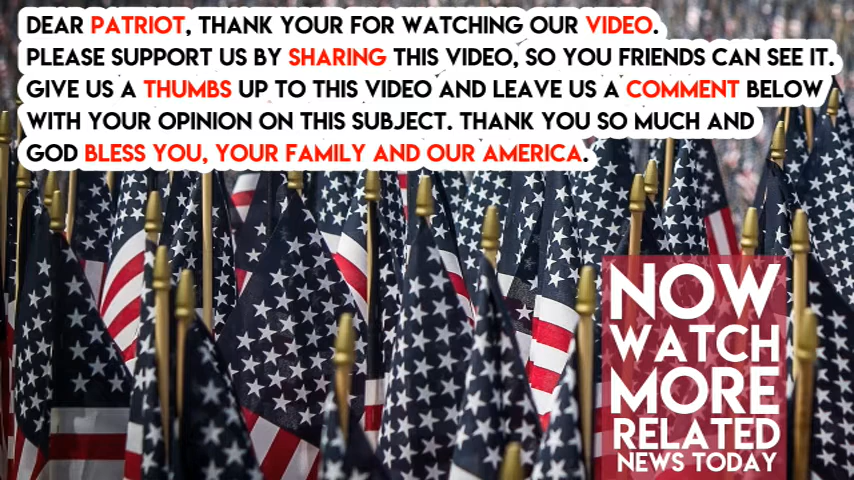 DEAR PATRIOT, THANK YOUR FOR WATCHING OUR VIDEO.
PLEASE SUPPORT US BY SHARING THIS VIDEO, SO YOU FRIENDS CAN SEE IT.
GIVE US A THUMBS UP TO THIS VIDEO AND LEAVE US A COMMENT BELOW
WITH YOUR OPINION ON THIS SUBJECT. THANK YOU SO MUCH AND
GOD BLESS YOU, YOUR FAMILY AND OUR AMERICA.
NOW
WATCH
MORE
RELATED
NEWS TODAY